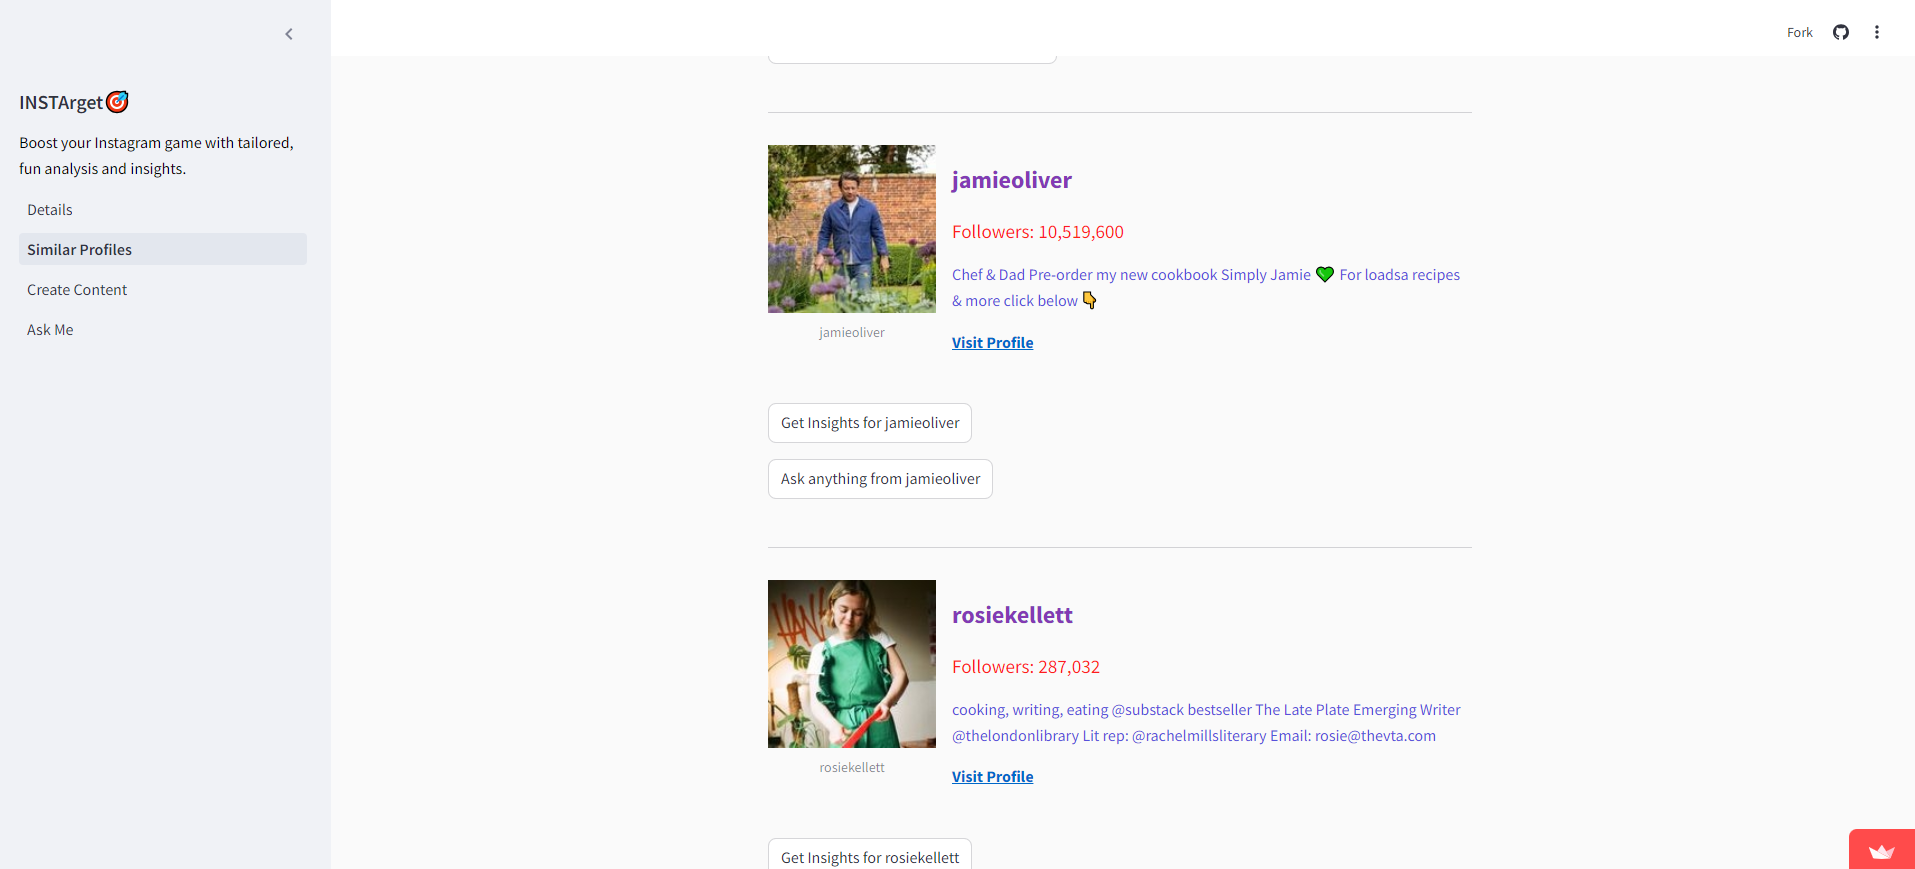 Fork
INSTArget🎯
Boost your Instagram game with tailored,
fun analysis and insights.
Details
Similar Profiles
Create Content
Ask Me
jamieoliver
Followers: 10,519,600
Chef & Dad Pre-order my new cookbook Simply Jamie 💚 For loadsa recipes
& more click below 👇
jamieoliver
Visit Profile
Get Insights for jamieoliver
Ask anything from jamieoliver
HAN
rosiekellett
Followers: 287,032
cooking, writing, eating @substack bestseller The Late Plate Emerging Writer
@thelondonlibrary Lit rep: @rachelmillsliterary Email: rosie@thevta.com
rosiekellett
Visit Profile
Get Insights for rosiekellett